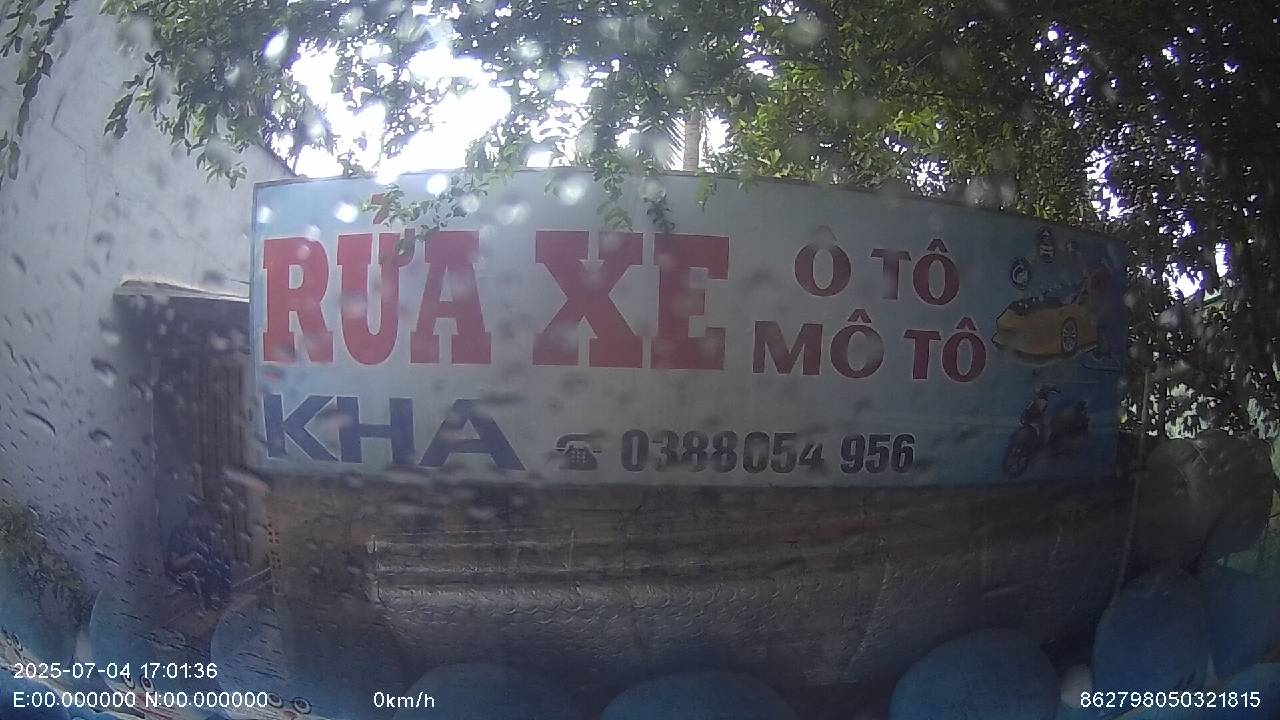 RỬA XE
Ô TÔ
MÔ TÔ
KHA
☎ 0388054 956
2025-07-04 17:01:36
E:00.000000 N:00.000000
0km/h
862798050321815